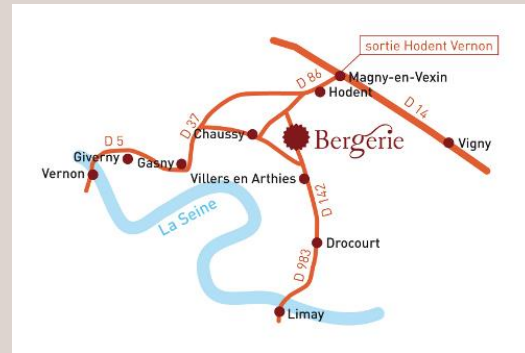 sortie Hodent Vernon
D 86
Magny-en-Vexin
Hodent
D 14
D 37
Chaussy
Bergerie
Vigny
D 5
Giverny
Gasny
Vernon
Villers en Arthies
D 142
La Seine
Drocourt
D 983
Limay